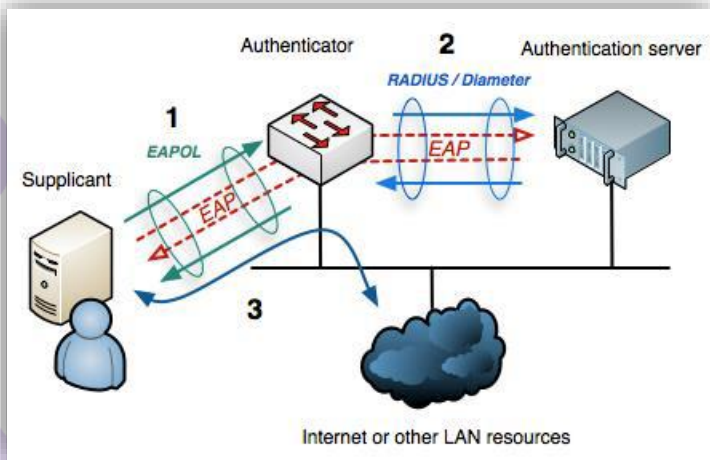 Authenticator
2
Authentication server
RADIUS / Diameter
1
EAPOL
EAP
Supplicant
EAP
3
Internet or other LAN resources